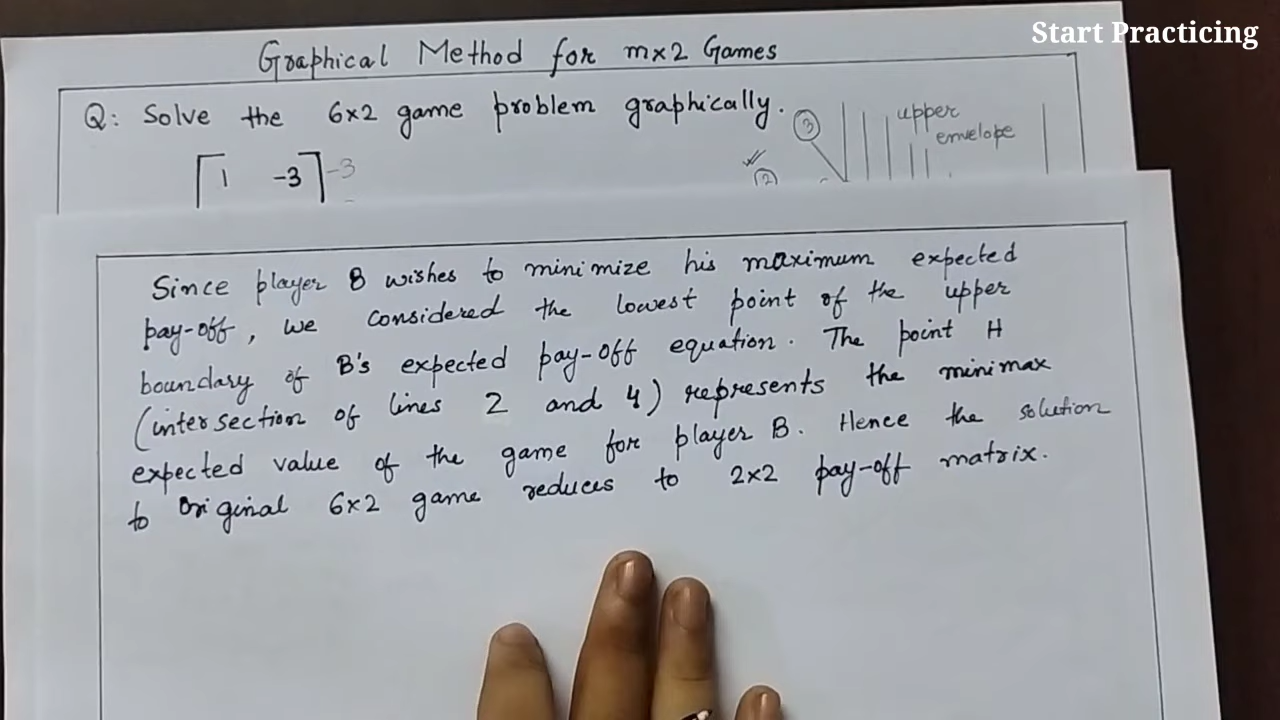 Start Practicing
Graphical Method for m×2 Games
Q: Solve the 6×2 game problem graphically.
③
upper
envelope
1 -3 -3
②
Since player B wishes to minimize his maximum expected
pay-off, we considered the lowest point of the upper
boundary of B's expected pay-off equation. The point H
(intersection of lines 2 and 4) represents the minimax
expected value of the game for player B. Hence the solution
to original 6×2 game reduces to 2×2 pay-off matrix.